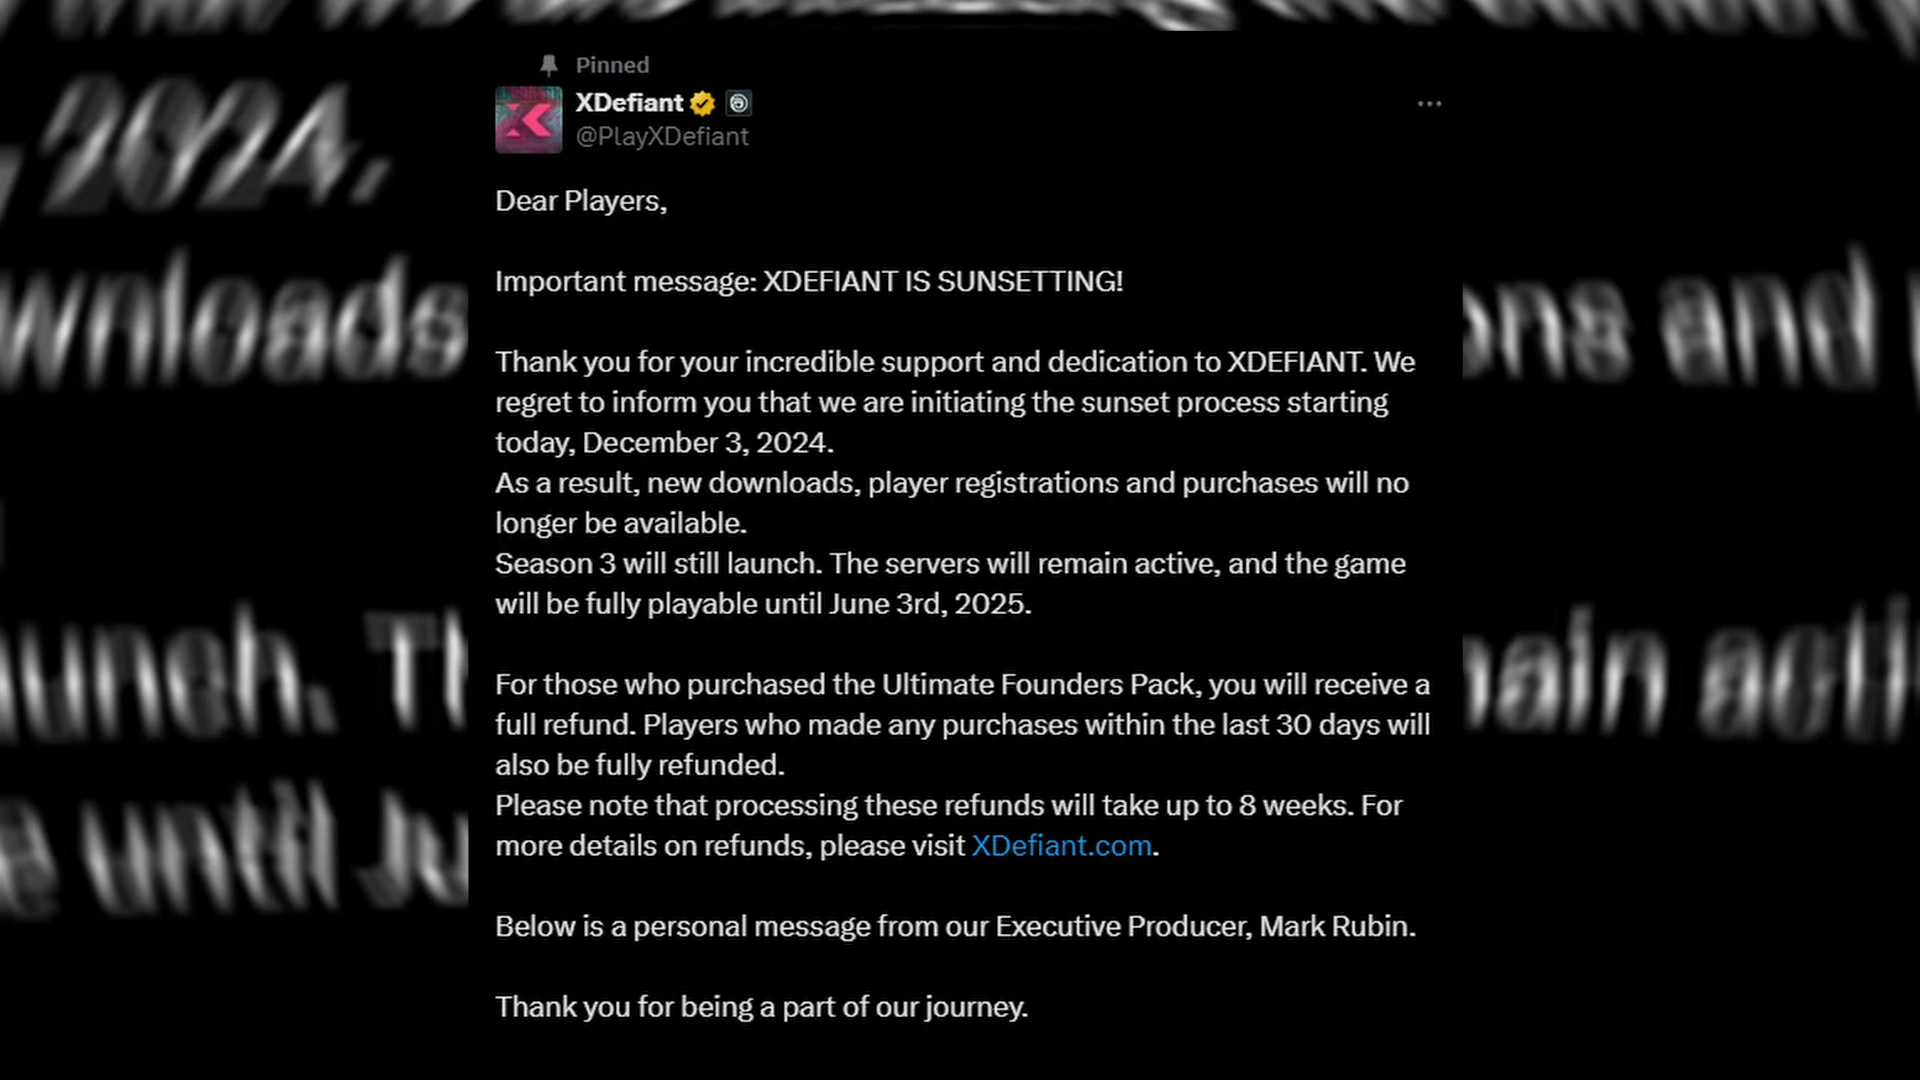 Pinned
XDefiant
@PlayXDefiant
Dear Players,
Important message: XDEFIANT IS SUNSETTING!
Thank you for your incredible support and dedication to XDEFIANT. We
regret to inform you that we are initiating the sunset process starting
today, December 3, 2024.
As a result, new downloads, player registrations and purchases will no
longer be available.
Season 3 will still launch. The servers will remain active, and the game
will be fully playable until June 3rd, 2025.
For those who purchased the Ultimate Founders Pack, you will receive a
full refund. Players who made any purchases within the last 30 days will
also be fully refunded.
Please note that processing these refunds will take up to 8 weeks. For
more details on refunds, please visit XDefiant.com.
Below is a personal message from our Executive Producer, Mark Rubin.
Thank you for being a part of our journey.